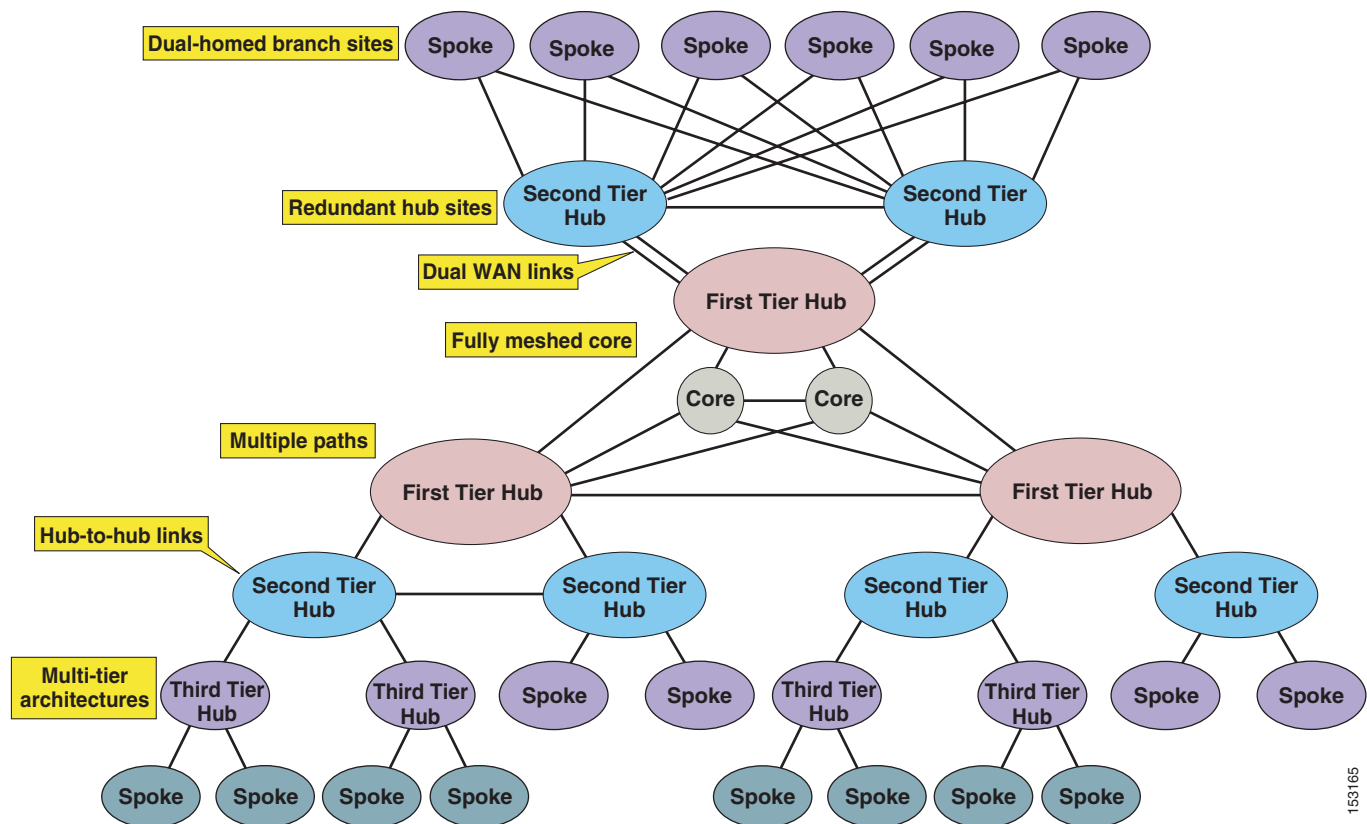 Dual-homed branch sites
Spoke
Spoke
Spoke
Spoke
Spoke
Spoke
Redundant hub sites
Second Tier
Hub
Second Tier
Hub
Dual WAN links
First Tier Hub
Fully meshed core
Core
Core
Multiple paths
First Tier Hub
First Tier Hub
Hub-to-hub links
Second Tier
Hub
Second Tier
Hub
Second Tier
Hub
Second Tier
Hub
Multi-tier
architectures
Third Tier
Hub
Third Tier
Hub
Spoke
Spoke
Third Tier
Hub
Third Tier
Hub
Spoke
Spoke
Spoke
Spoke
Spoke
Spoke
Spoke
Spoke
Spoke
Spoke
153165